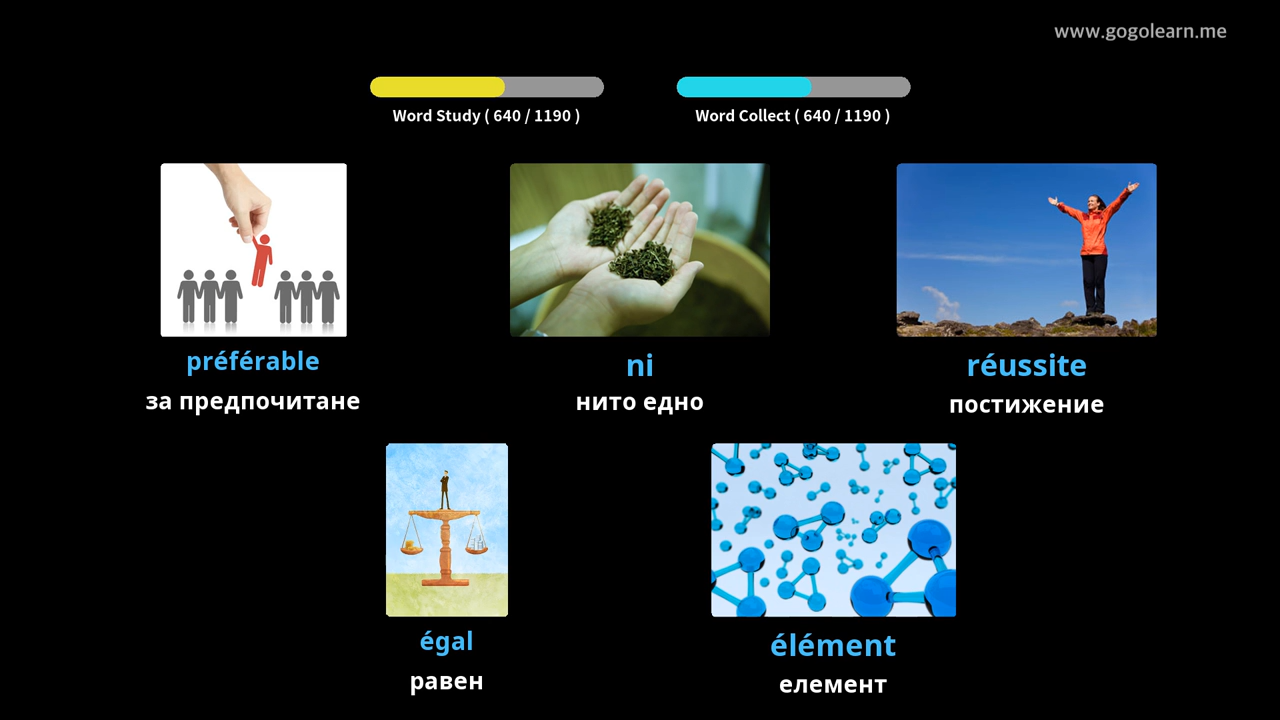 www.gogolearn.me
Word Study ( 640 / 1190 )
Word Collect ( 640 / 1190 )
préférable
за предпочитане
ni
нито едно
réussite
постижение
égal
равен
élément
елемент